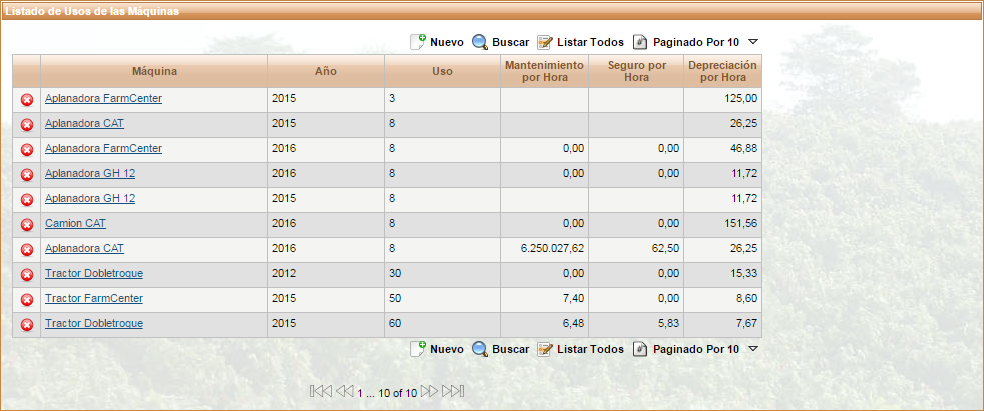 Listado de Usos de las Máquinas
Nuevo Buscar Listar Todos Paginado Por 10
Máquina Año Uso Mantenimiento por Hora Seguro por Hora Depreciación por Hora
Aplanadora FarmCenter 2015 3 125,00
Aplanadora CAT 2015 8 26,25
Aplanadora FarmCenter 2016 8 0,00 0,00 46,88
Aplanadora GH 12 2016 8 0,00 0,00 11,72
Aplanadora GH 12 2015 8 11,72
Camion CAT 2016 8 0,00 0,00 151,56
Aplanadora CAT 2016 8 6.250.027,62 62,50 26,25
Tractor Dobletroque 2012 30 0,00 0,00 15,33
Tractor FarmCenter 2015 50 7,40 0,00 8,60
Tractor Dobletroque 2015 60 6,48 5,83 7,67
Nuevo Buscar Listar Todos Paginado Por 10
1 ... 10 of 10